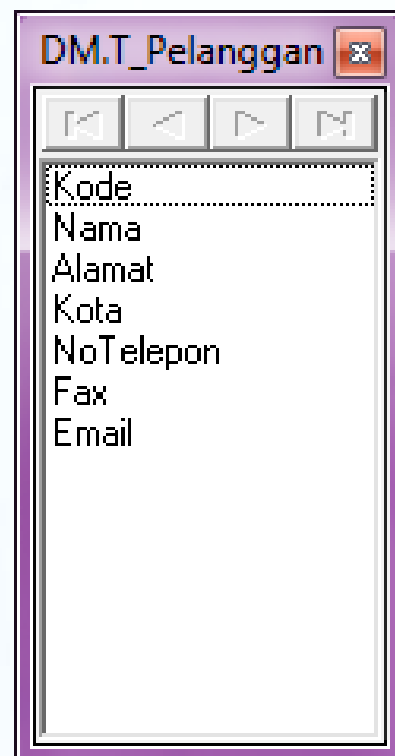 DM.T_Pelanggan
Kode
Nama
Alamat
Kota
NoTelepon
Fax
Email